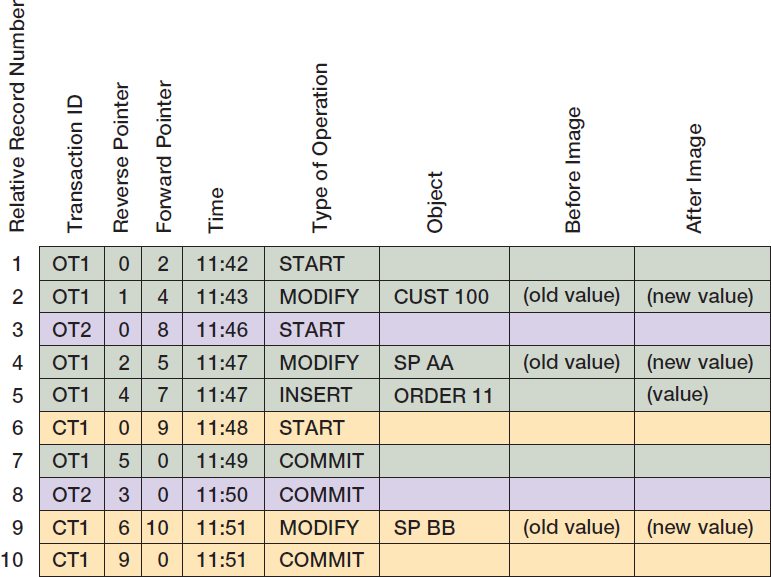 Relative Record Number
Transaction ID
Reverse Pointer
Forward Pointer
Time
Type of Operation
Object
Before Image
After Image
1 OT1 0 2 11:42 START
2 OT1 1 4 11:43 MODIFY CUST 100 (old value) (new value)
3 OT2 0 8 11:46 START
4 OT1 2 5 11:47 MODIFY SP AA (old value) (new value)
5 OT1 4 7 11:47 INSERT ORDER 11 (value)
6 CT1 0 9 11:48 START
7 OT1 5 0 11:49 COMMIT
8 OT2 3 0 11:50 COMMIT
9 CT1 6 10 11:51 MODIFY SP BB (old value) (new value)
10 CT1 9 0 11:51 COMMIT